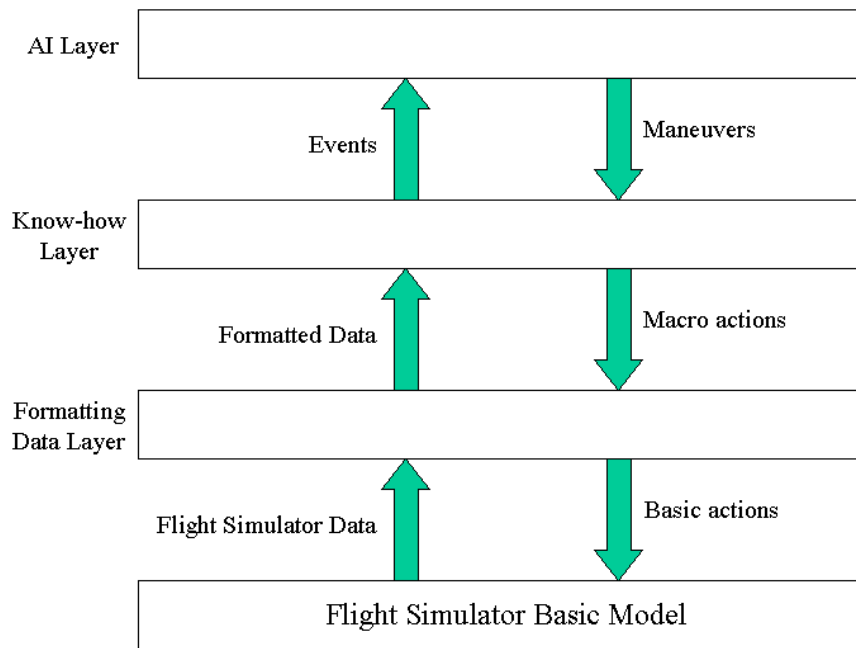 AI Layer
Events
Maneuvers
Know-how
Layer
Formatted Data
Macro actions
Formatting
Data Layer
Flight Simulator Data
Basic actions
Flight Simulator Basic Model